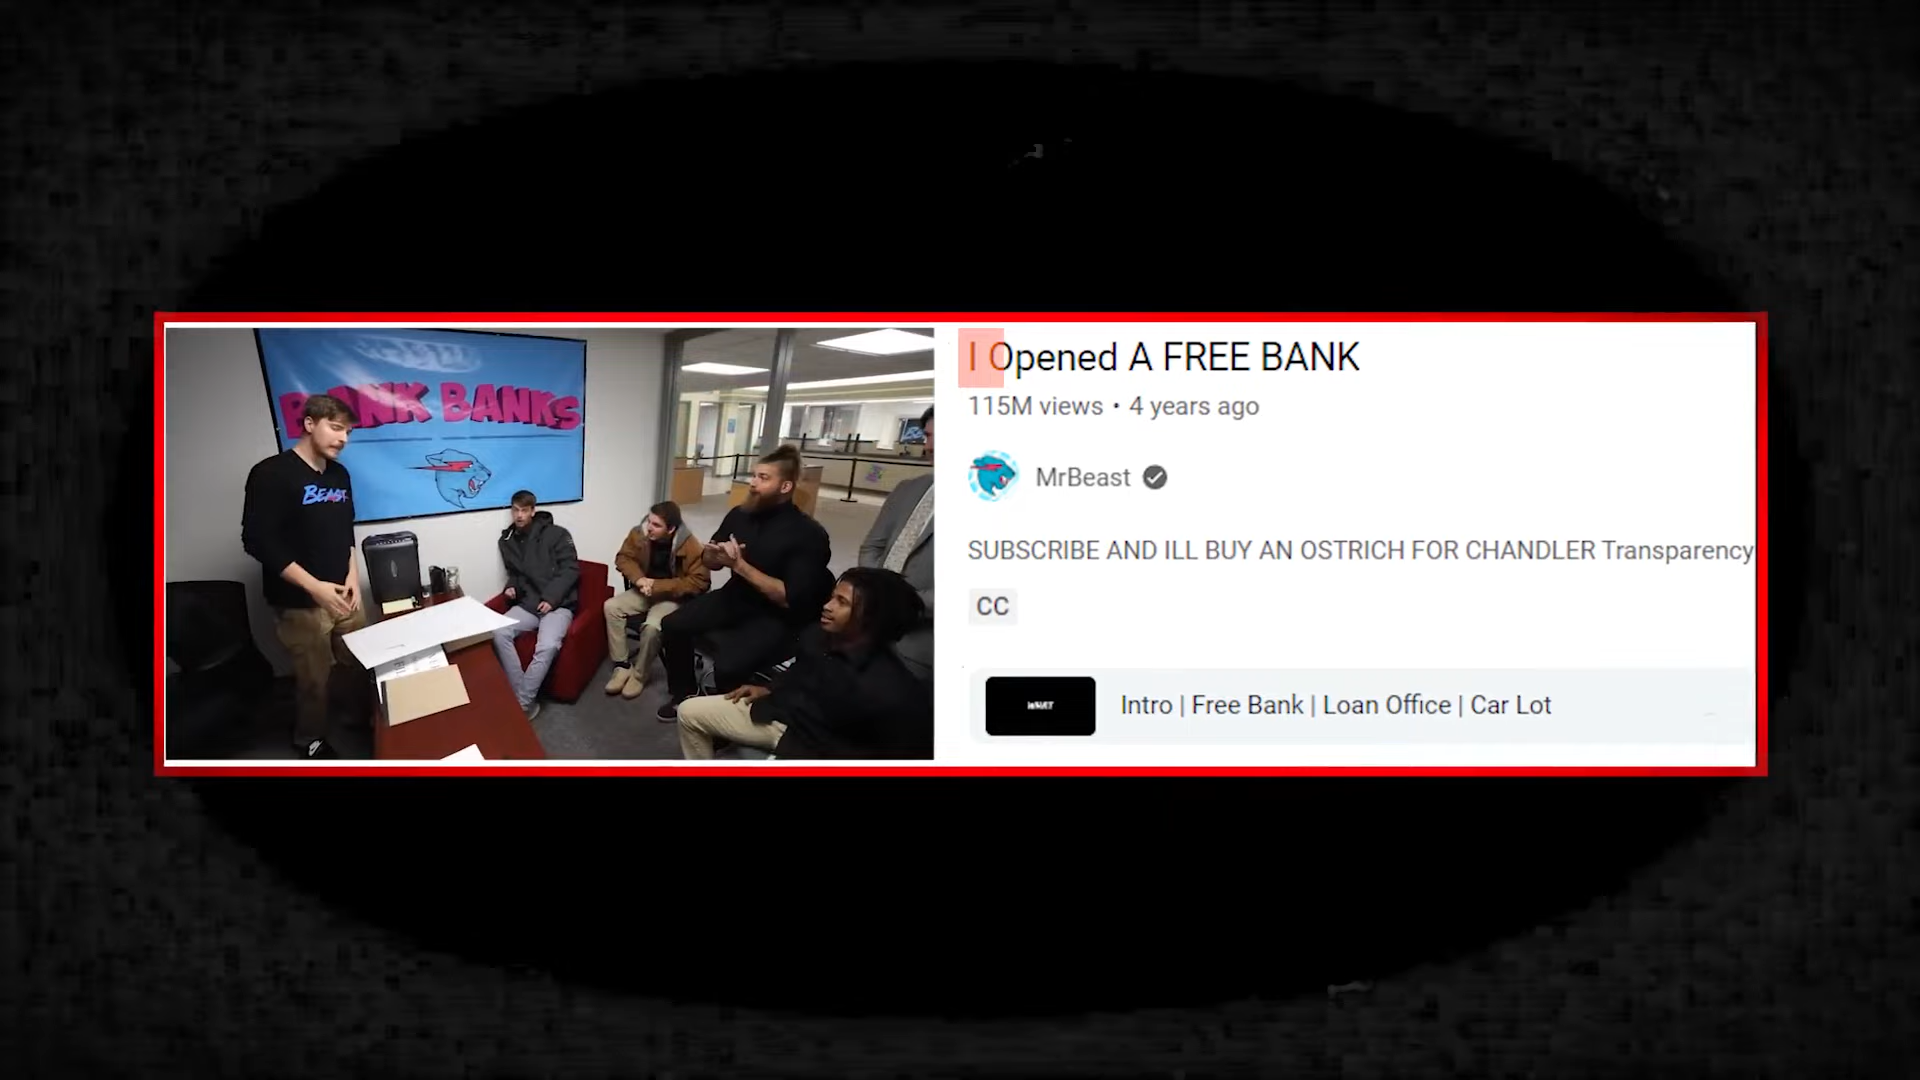 BANK BANKS
BEAST
I Opened A FREE BANK
115M views • 4 years ago
MrBeast
SUBSCRIBE AND ILL BUY AN OSTRICH FOR CHANDLER Transparency
CC
WHAT
Intro | Free Bank | Loan Office | Car Lot